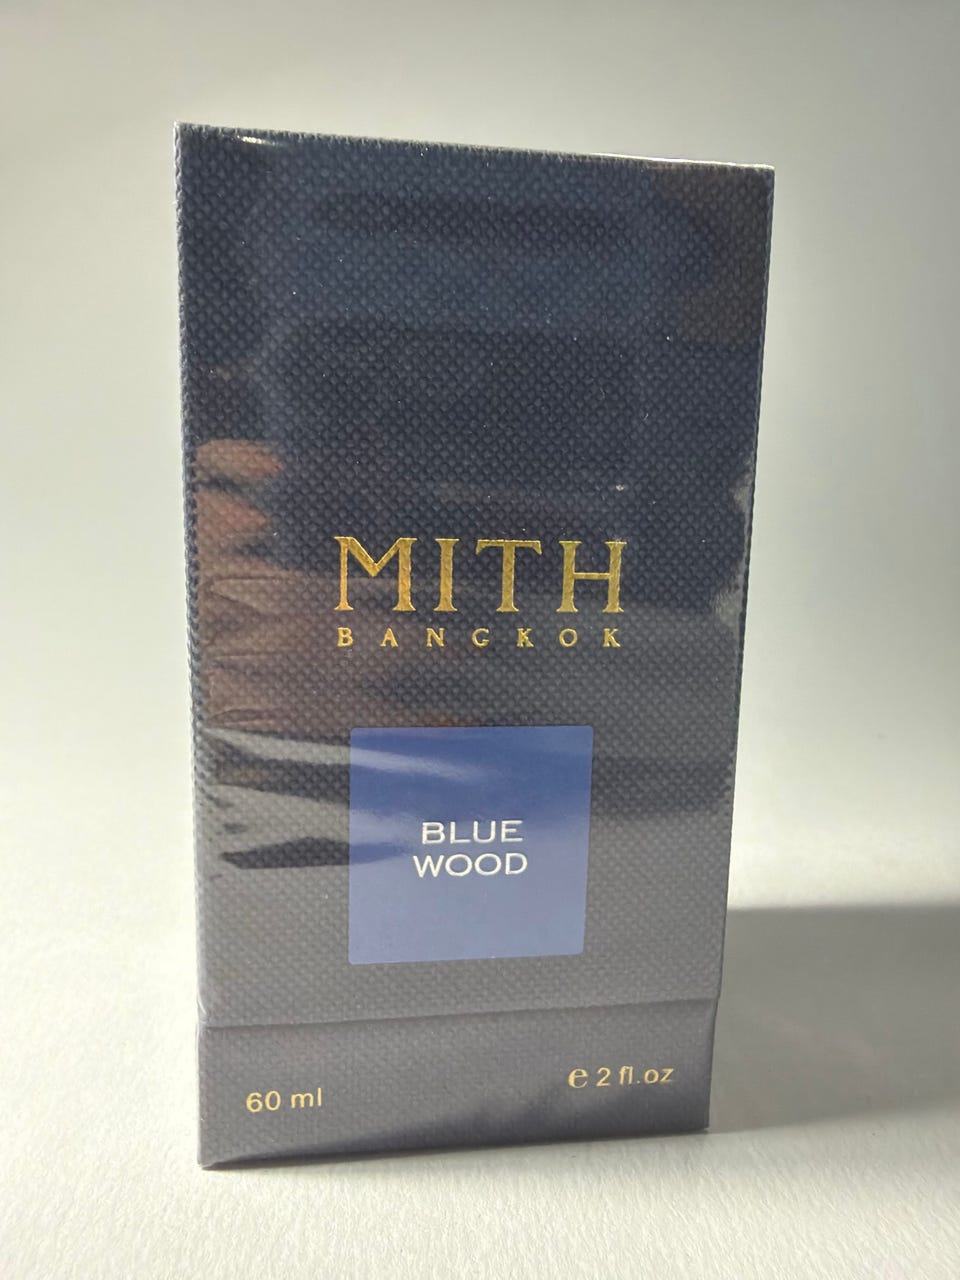 MITH
BANGKOK
BLUE
WOOD
60 ml
℮ 2 fl.oz